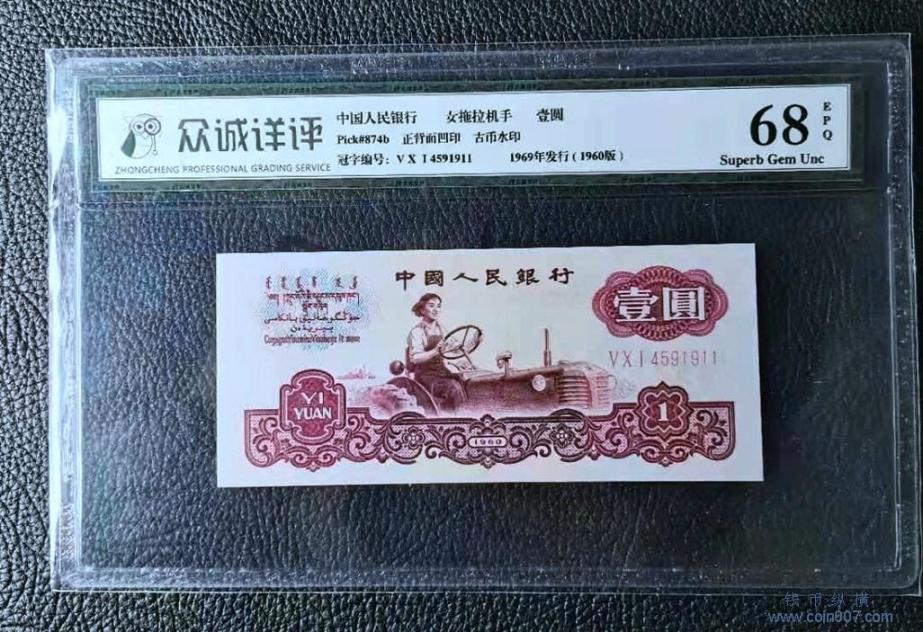 众诚详评
ZHONGCHENG PROFESSIONAL GRADING SERVICE
中国人民银行 女拖拉机手 壹圆
Pick#874b 正背面凹印 古币水印
冠字编号: V X I 4591911 1969年发行 (1960版)
68
EPQ
Superb Gem Unc
中國人民銀行
壹圓
VXI 4591911
YI
YUAN
1960
1
钱币纵横
www.coin007.com